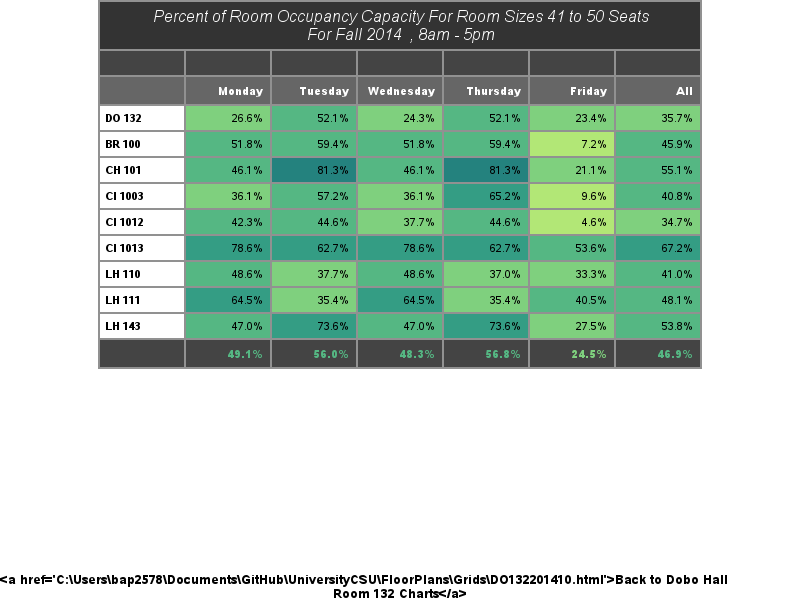 Percent of Room Occupancy Capacity For Room Sizes 41 to 50 Seats
For Fall 2014 , 8am - 5pm
Monday Tuesday Wednesday Thursday Friday All
DO 132 26.6% 52.1% 24.3% 52.1% 23.4% 35.7%
BR 100 51.8% 59.4% 51.8% 59.4% 7.2% 45.9%
CH 101 46.1% 81.3% 46.1% 81.3% 21.1% 55.1%
CI 1003 36.1% 57.2% 36.1% 65.2% 9.6% 40.8%
CI 1012 42.3% 44.6% 37.7% 44.6% 4.6% 34.7%
CI 1013 78.6% 62.7% 78.6% 62.7% 53.6% 67.2%
LH 110 48.6% 37.7% 48.6% 37.0% 33.3% 41.0%
LH 111 64.5% 35.4% 64.5% 35.4% 40.5% 48.1%
LH 143 47.0% 73.6% 47.0% 73.6% 27.5% 53.8%
49.1% 56.0% 48.3% 56.8% 24.5% 46.9%
<a href='C:\Users\bap2578\Documents\GitHub\UniversityCSU\FloorPlans\Grids\DO132201410.html'>Back to Dobo Hall
Room 132 Charts</a>